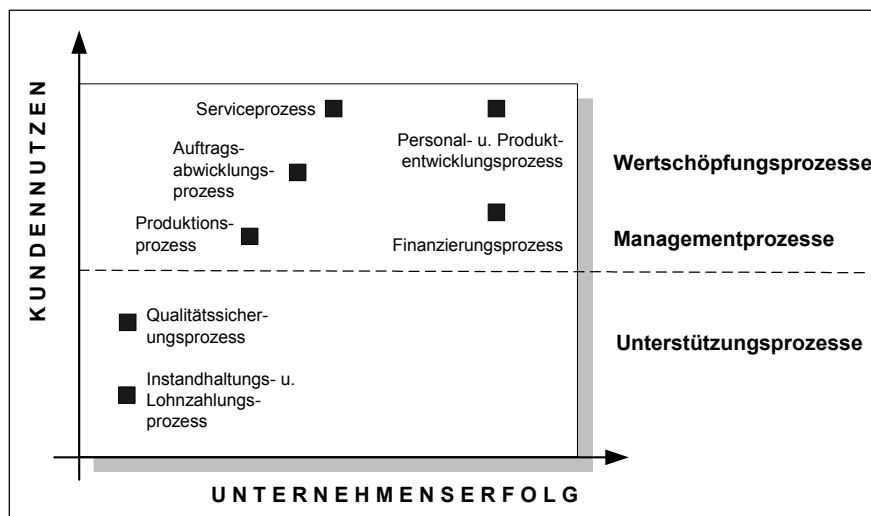 KUNDENNUTZEN
Serviceprozess
Personal- u. Produkt-
entwicklungsprozess
Auftrags-
abwicklungs-
prozess
Wertschöpfungsprozesse
Produktions-
prozess
Finanzierungsprozess
Managementprozesse
Qualitätssicher-
ungsprozess
Unterstützungsprozesse
Instandhaltungs- u.
Lohnzahlungs-
prozess
UNTERNEHMENSERFOLG